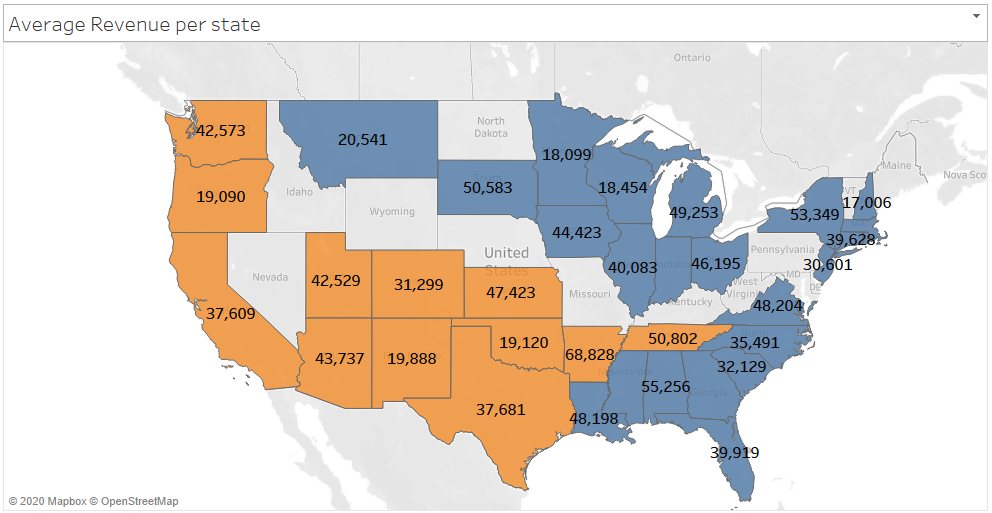 Average Revenue per state
Ontario
42,573
North
Dakota
20,541
18,099
Maine
Nova Sco
19,090
Idaho
50,583
18,454
VT
17,006
Wyoming
49,253
53,349
44,423
39,628
United
States
Pennsylvania
Nevada
42,529
31,299
40,083
46,195
30,601
MD
DE
47,423
Missouri
West
Virginia
Kentucky
48,204
37,609
50,802
North
35,491
43,737
19,888
19,120
68,828
Mississippi
32,129
55,256
Georgia
37,681
48,198
39,919
© 2020 Mapbox © OpenStreetMap